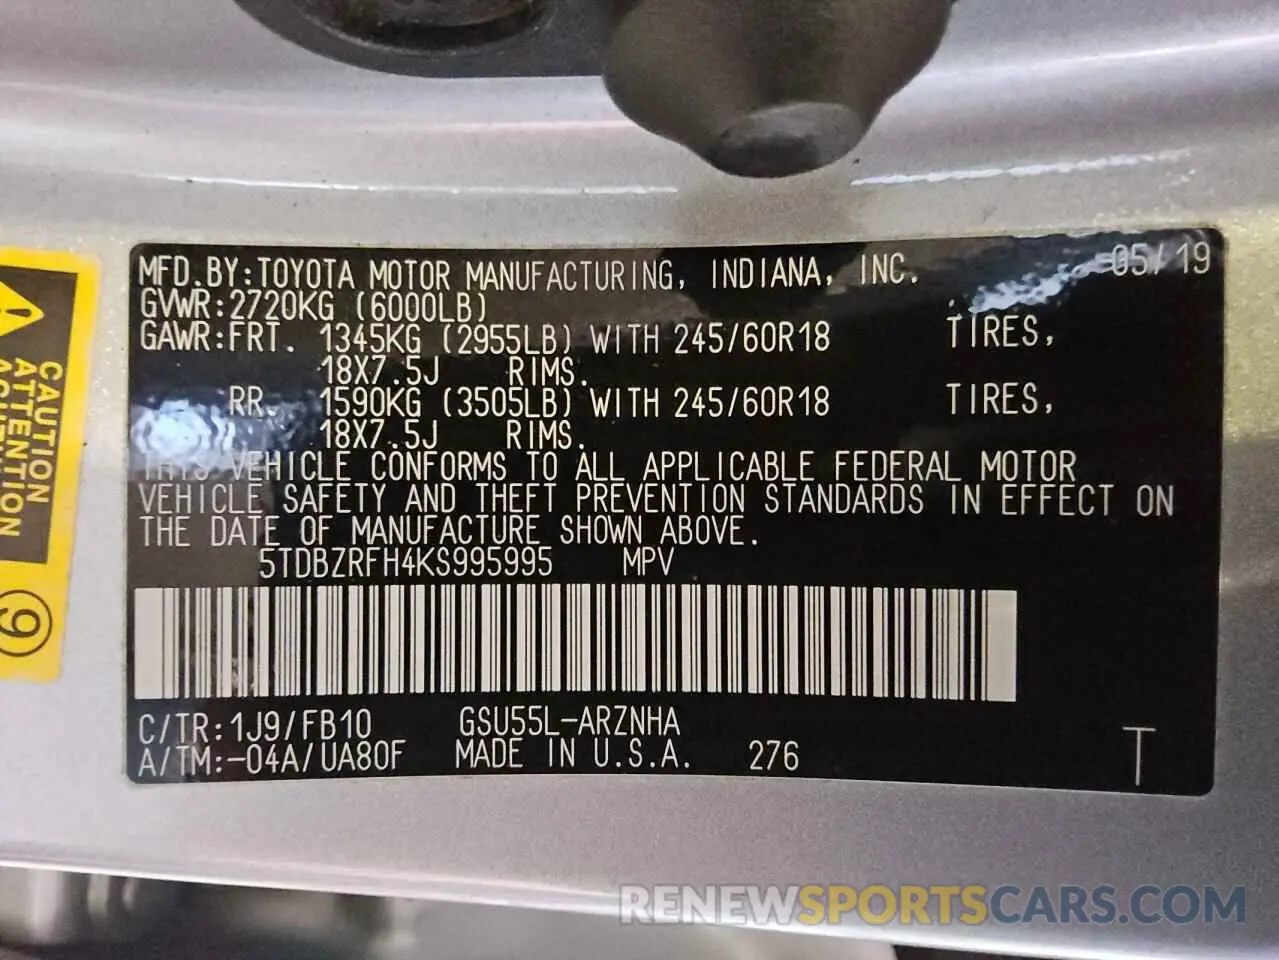 MFD.BY:TOYOTA MOTOR MANUFACTURING, INDIANA, INC. 05/19
GVWR:2720KG (6000LB)
GAWR:FRT. 1345KG (2955LB) WITH 245/60R18 TIRES,
18X7.5J RIMS.
RR. 1590KG (3505LB) WITH 245/60R18 TIRES,
18X7.5J RIMS.
THIS VEHICLE CONFORMS TO ALL APPLICABLE FEDERAL MOTOR
VEHICLE SAFETY AND THEFT PREVENTION STANDARDS IN EFFECT ON
THE DATE OF MANUFACTURE SHOWN ABOVE.
5TDBZRFH4KS995995 MPV
C/TR:1J9/FB10 GSU55L-ARZNHA
A/TM:-04A/UA80F MADE IN U.S.A. 276 T
CAUTION
ATTENTION
9
RENEWSPORTSCARS.COM